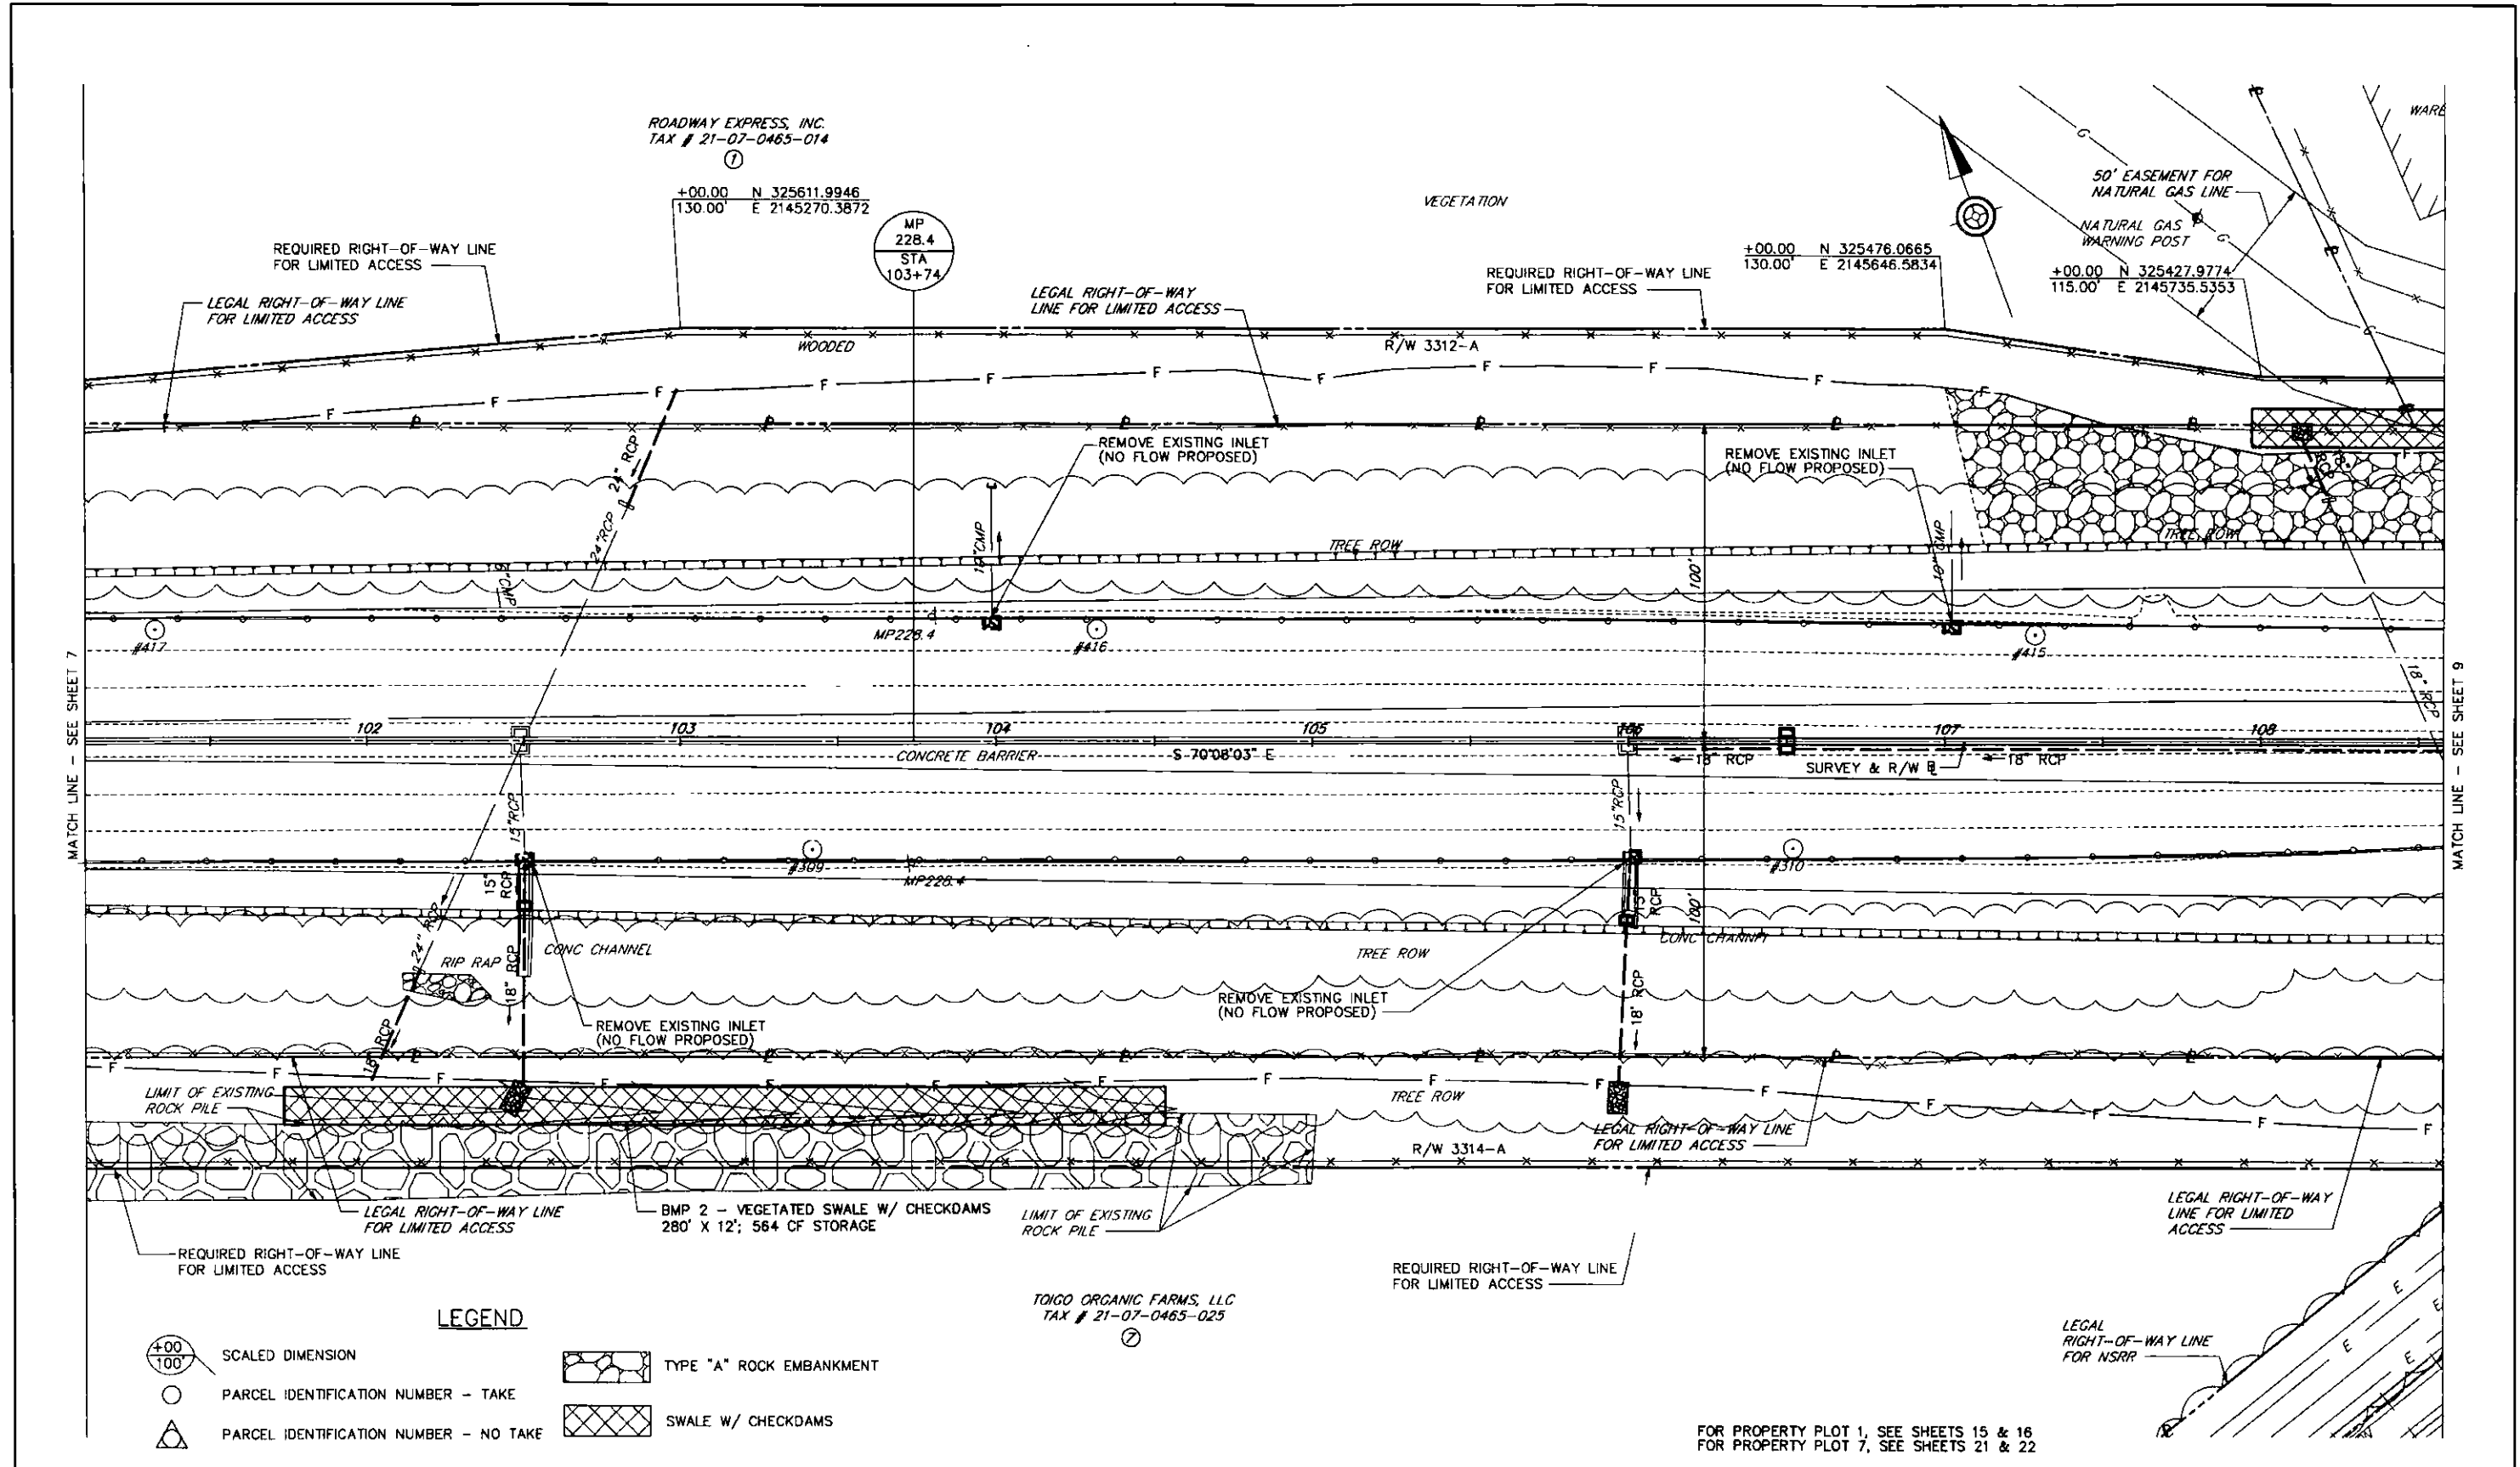 ROADWAY EXPRESS, INC.
TAX # 21-07-0465-014
1
+00.00 N 325611.9946
130.00' E 2145270.3872
MP
228.4
STA
103+74
VEGETATION
WARE
50' EASEMENT FOR
NATURAL GAS LINE
NATURAL GAS
WARNING POST
G
G
G
+00.00 N 325476.0665
130.00' E 2145646.5834
+00.00 N 325427.9774
115.00' E 2145735.5353
REQUIRED RIGHT-OF-WAY LINE
FOR LIMITED ACCESS
REQUIRED RIGHT-OF-WAY LINE
FOR LIMITED ACCESS
LEGAL RIGHT-OF-WAY LINE
FOR LIMITED ACCESS
LEGAL RIGHT-OF-WAY
LINE FOR LIMITED ACCESS
WOODED
R/W 3312-A
F F F F F F F F F F
REMOVE EXISTING INLET
(NO FLOW PROPOSED)
REMOVE EXISTING INLET
(NO FLOW PROPOSED)
24" RCP
24"RCP
18"
RCP
18"CMP
18" CMP
6"CMP
TREE ROW
TREE ROW
100'
MP228.4
#417
#416
#415
18" RCP
MATCH LINE - SEE SHEET 7
MATCH LINE - SEE SHEET 9
102 103 104 105 106 107 108
CONCRETE BARRIER
S 70°08'03" E
18" RCP
SURVEY & R/W BL
18" RCP
15"RCP
15"RCP
#309
MP228.4
#310
15"
RCP
15"
RCP
100'
24" RCP
RIP RAP
CONC CHANNEL
TREE ROW
CONC CHANNEL
18" RCP
18" RCP
18" RCP
REMOVE EXISTING INLET
(NO FLOW PROPOSED)
REMOVE EXISTING INLET
(NO FLOW PROPOSED)
F F F F F F F F F F F F F F F
LIMIT OF EXISTING
ROCK PILE
TREE ROW
LEGAL RIGHT-OF-WAY LINE
FOR LIMITED ACCESS
R/W 3314-A
LEGAL RIGHT-OF-WAY LINE
FOR LIMITED ACCESS
BMP 2 - VEGETATED SWALE W/ CHECKDAMS
280' X 12'; 564 CF STORAGE
LIMIT OF EXISTING
ROCK PILE
LEGAL RIGHT-OF-WAY
LINE FOR LIMITED
ACCESS
REQUIRED RIGHT-OF-WAY LINE
FOR LIMITED ACCESS
REQUIRED RIGHT-OF-WAY LINE
FOR LIMITED ACCESS
TOIGO ORGANIC FARMS, LLC
TAX # 21-07-0465-025
7
LEGAL
RIGHT-OF-WAY LINE
FOR NSRR
E E E E
LEGEND
+00
100'
SCALED DIMENSION
PARCEL IDENTIFICATION NUMBER - TAKE
PARCEL IDENTIFICATION NUMBER - NO TAKE
TYPE "A" ROCK EMBANKMENT
SWALE W/ CHECKDAMS
FOR PROPERTY PLOT 1, SEE SHEETS 15 & 16
FOR PROPERTY PLOT 7, SEE SHEETS 21 & 22